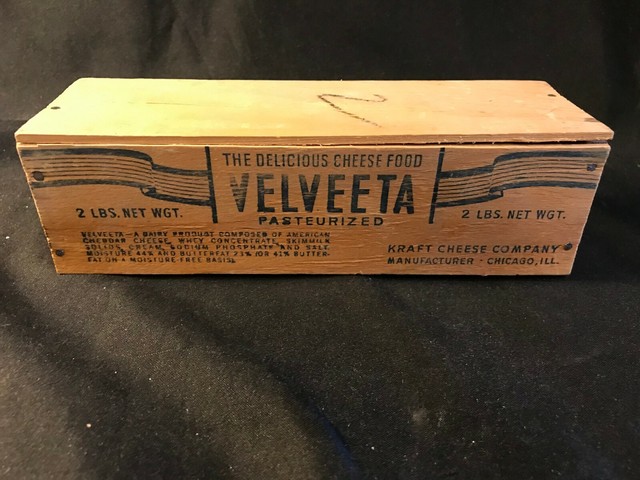 THE DELICIOUS CHEESE FOOD
VELVEETA
PASTEURIZED
2 LBS. NET WGT.
2 LBS. NET WGT.
VELVEETA—A DAIRY PRODUCT COMPOSED OF AMERICAN
CHEDDAR CHEESE, WHEY CONCENTRATE, SKIMMILK
SOLIDS, CREAM, SODIUM PHOSPHATE AND SALT.
MOISTURE 44% AND BUTTERFAT 23% (OR 41% BUTTER-
FAT ON A MOISTURE FREE BASIS).
KRAFT CHEESE COMPANY
MANUFACTURER - CHICAGO, ILL.